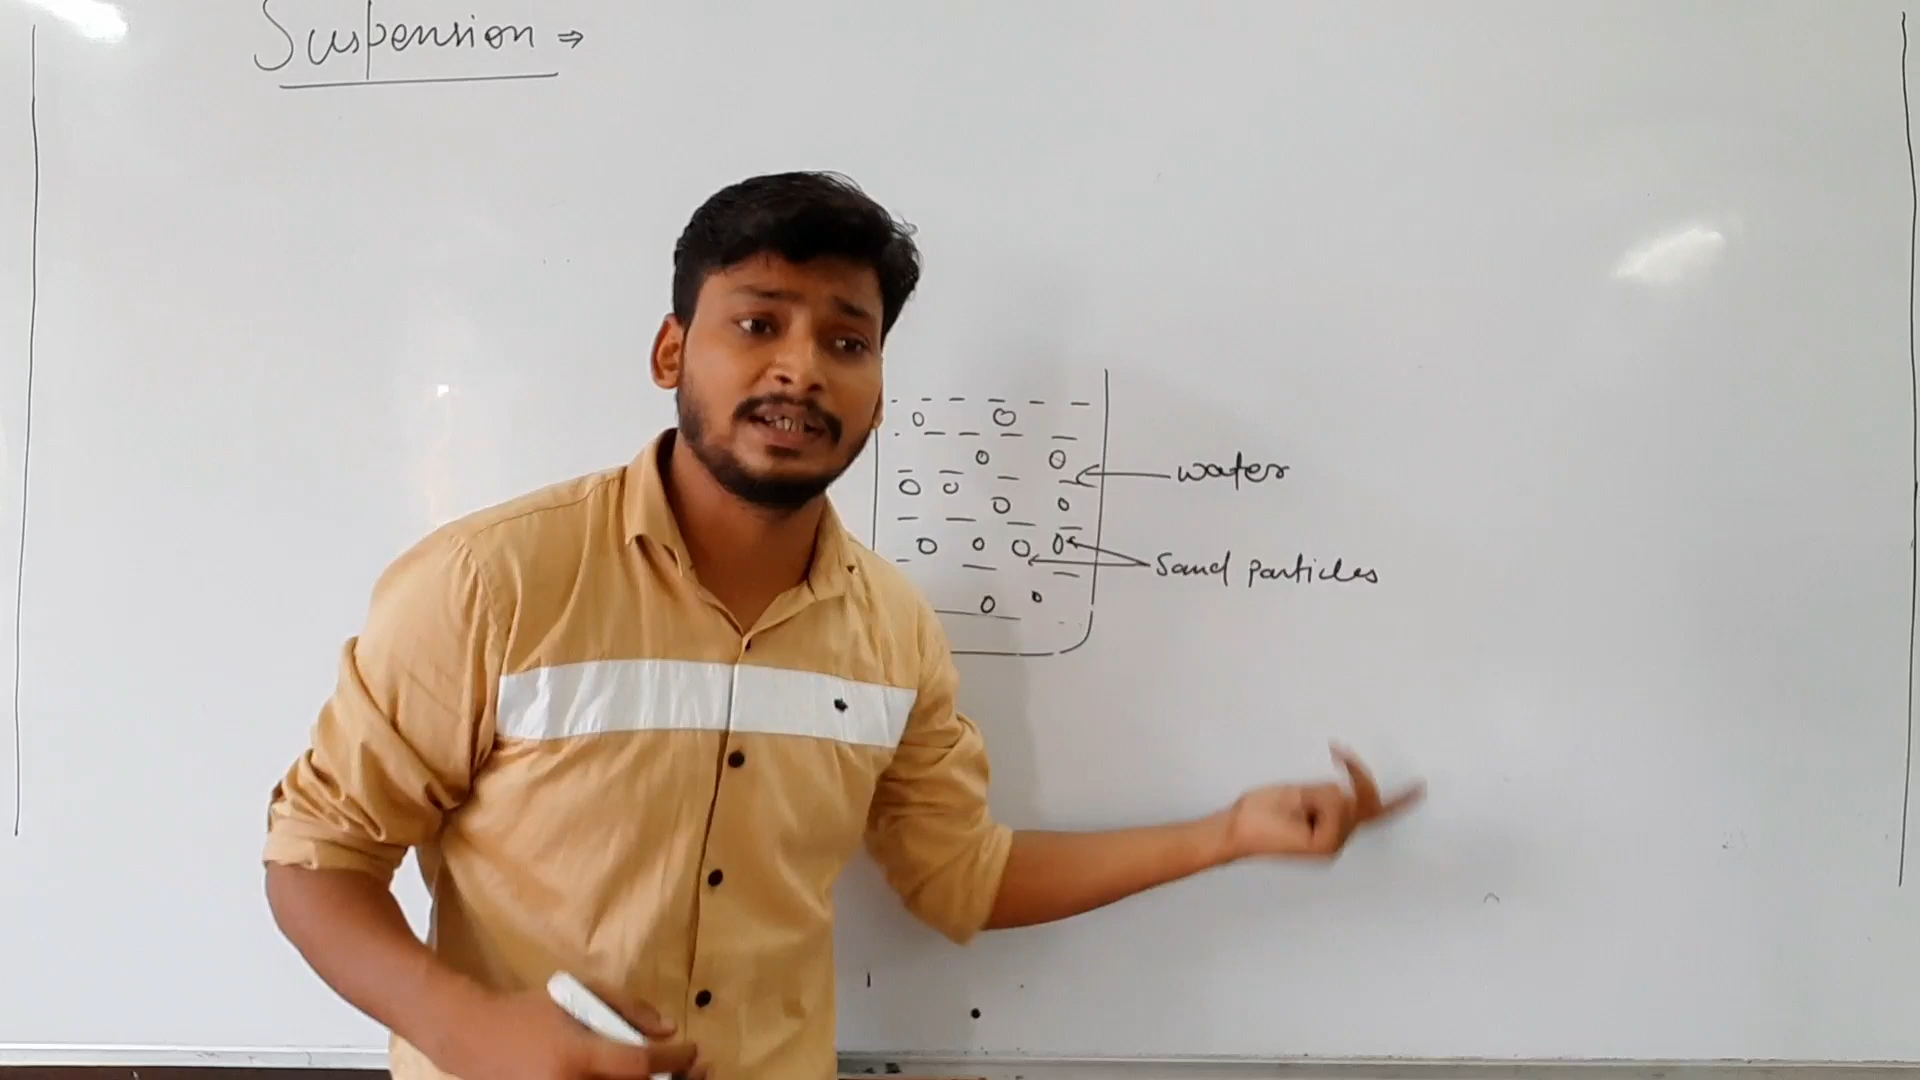 Suspension ⇒
water
Sand particles